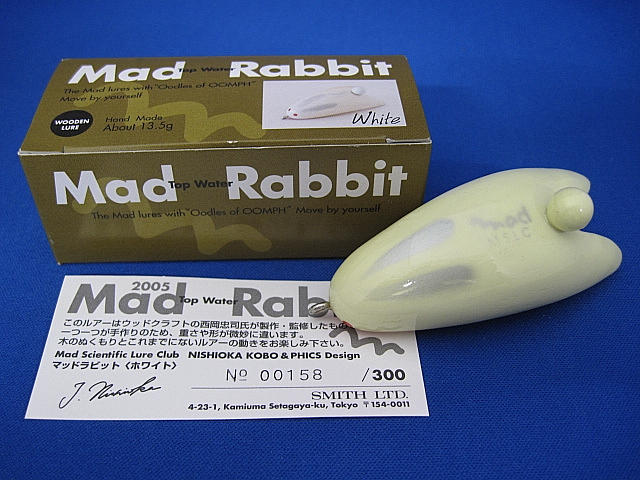 Mad Top Water Rabbit
The Mad lures with "Oodles of OOMPH"
Move by yourself
WOODEN
LURE
Hand Made
About 13.5g
White
Mad Top Water Rabbit
The Mad lures with "Oodles of OOMPH" Move by yourself
2005
Mad Top Water Rab
このルアーはウッドクラフトの西岡忠司氏が製作・監修したもの
一つ一つが手作りのため、重さや形が微妙に違います。
木のぬくもりとこれまでにないルアーの動きをお楽しみ下さい。
Mad Scientific Lure Club NISHIOKA KOBO & PHICS Design
マッドラビット〈ホワイト〉
No 00158 /300
SMITH LTD.
4-23-1, Kamiuma Setagaya-ku, Tokyo 〒154-0011